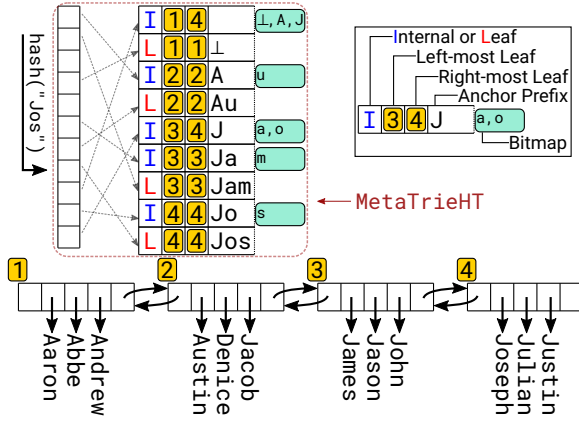 hash("Jos")
I 1 4 ⊥,A,J
L 1 1 ⊥
I 2 2 A u
L 2 2 Au
I 3 4 J a,o
I 3 3 Ja m
L 3 3 Jam
I 4 4 Jo s
L 4 4 Jos
Internal or Leaf
Left-most Leaf
Right-most Leaf
Anchor Prefix
I 3 4 J a,o
Bitmap
MetaTrieHT
1 2 3 4
Aaron
Abbe
Andrew
Austin
Denice
Jacob
James
Jason
John
Joseph
Julian
Justin